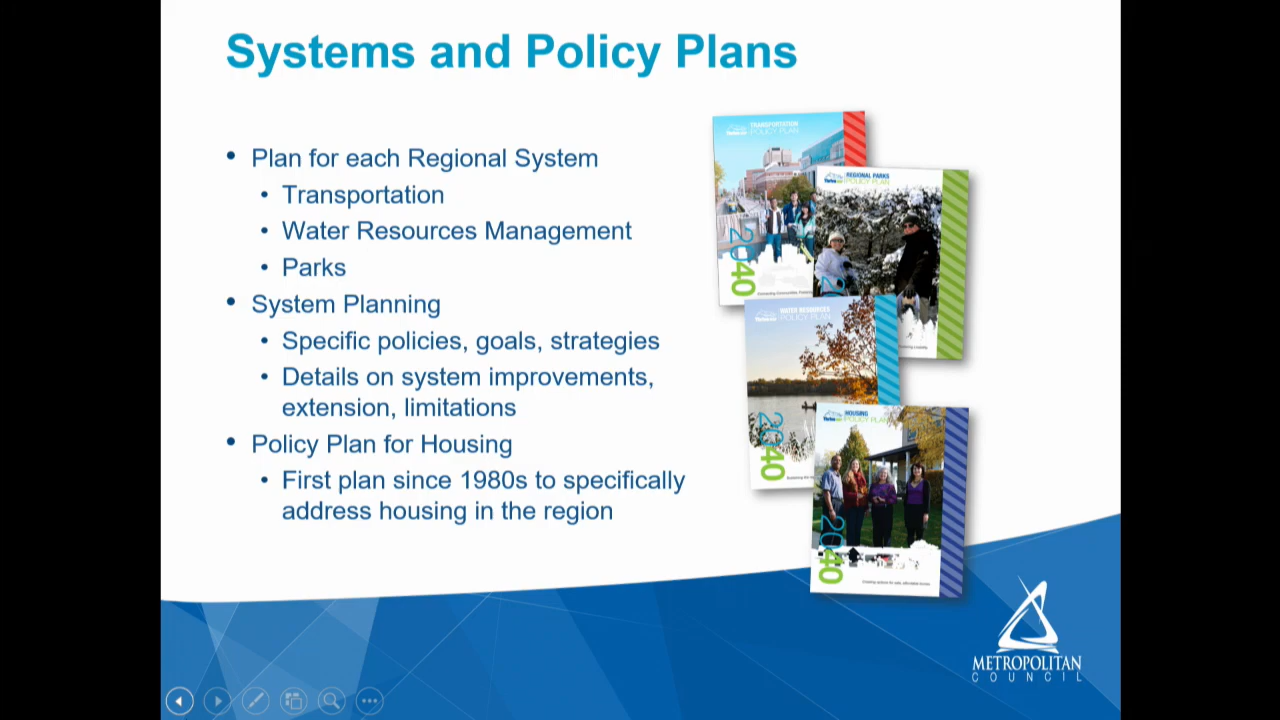 Systems and Policy Plans
• Plan for each Regional System
• Transportation
• Water Resources Management
• Parks
• System Planning
• Specific policies, goals, strategies
• Details on system improvements,
extension, limitations
• Policy Plan for Housing
• First plan since 1980s to specifically
address housing in the region
TRANSPORTATION
POLICY PLAN
2040
REGIONAL PARKS
POLICY PLAN
WATER RESOURCES
POLICY PLAN
2040
HOUSING
POLICY PLAN
2040
METROPOLITAN
COUNCIL